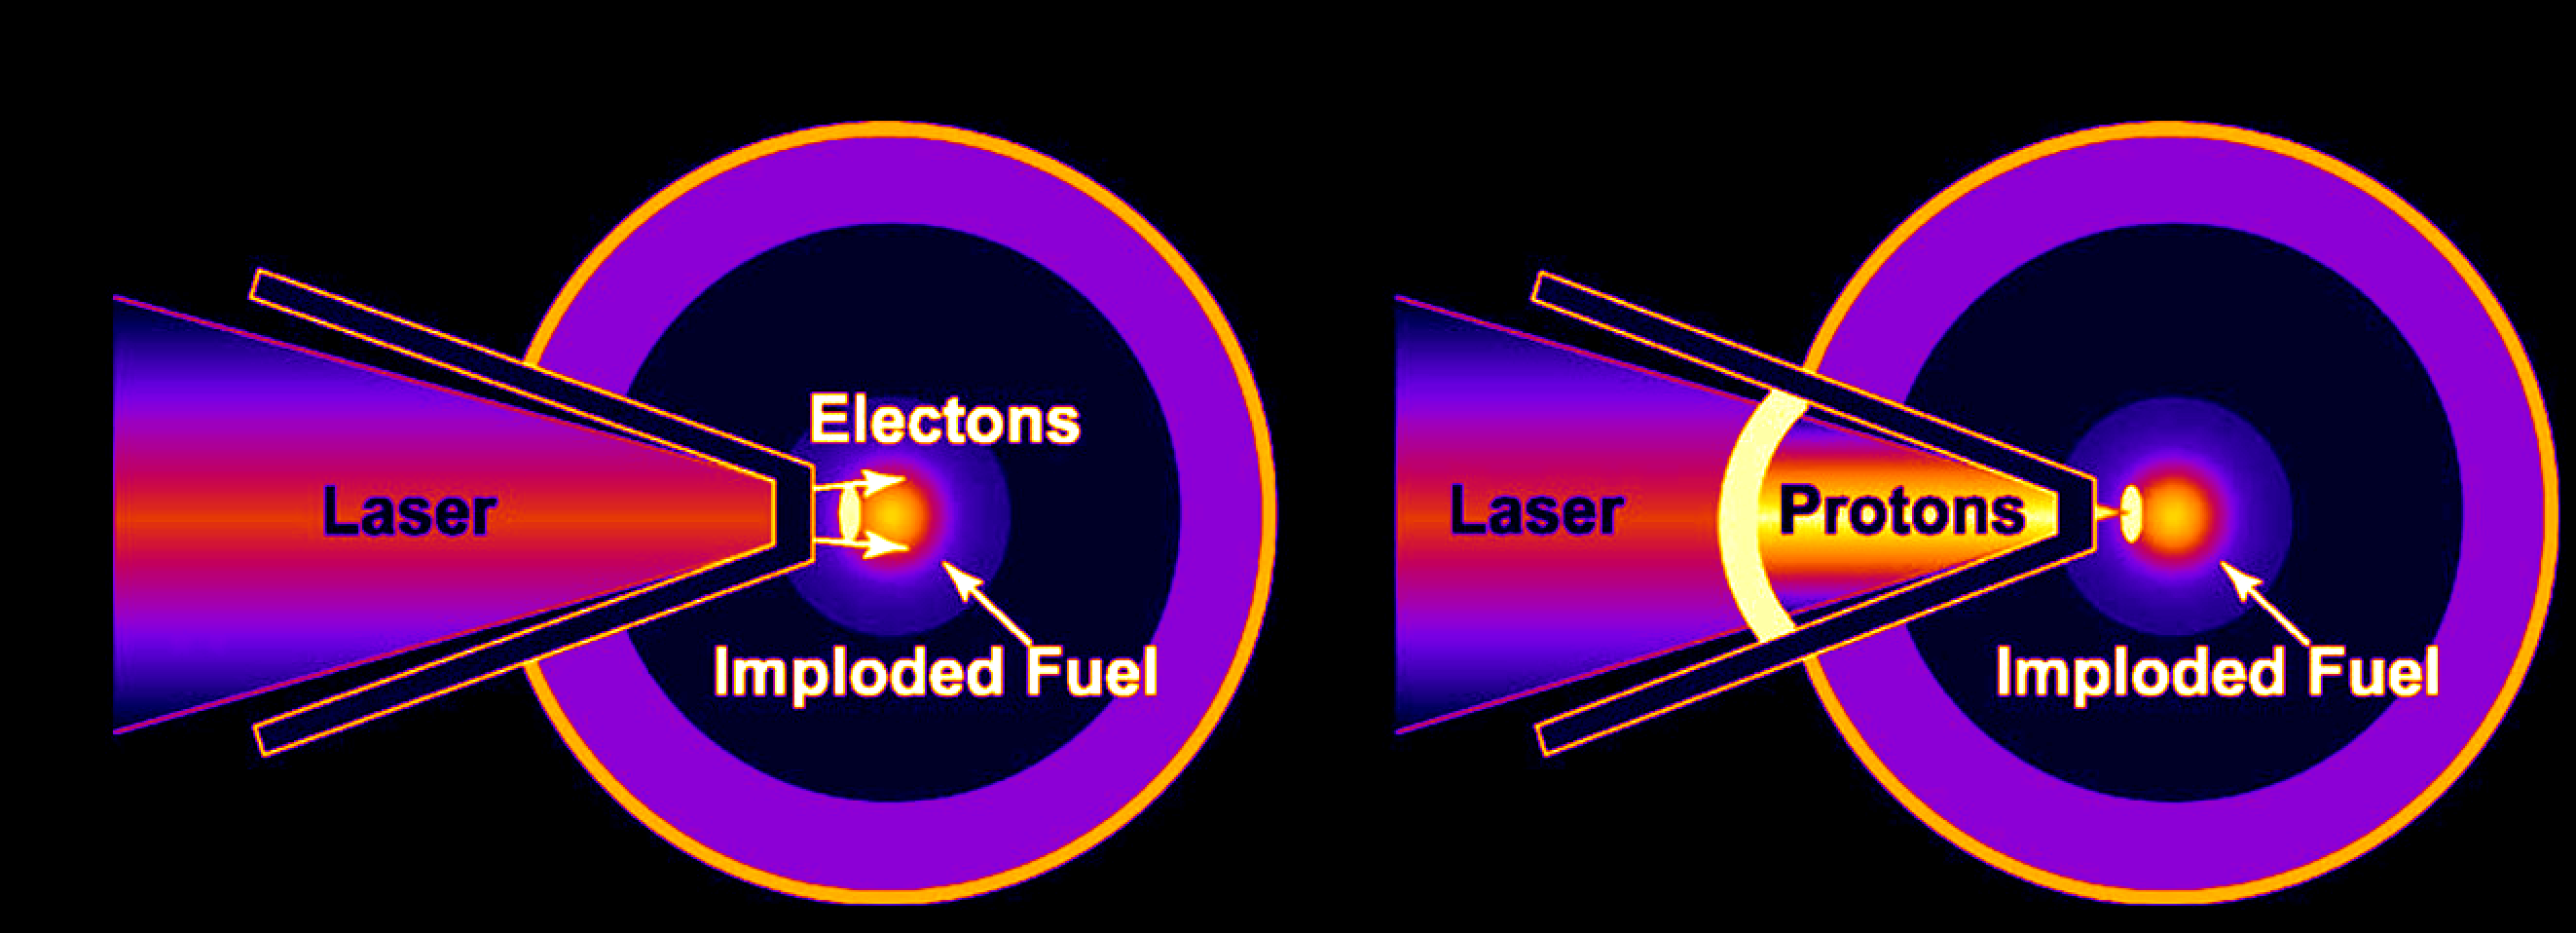 Electons
Laser
Imploded Fuel
Laser
Protons
Imploded Fuel